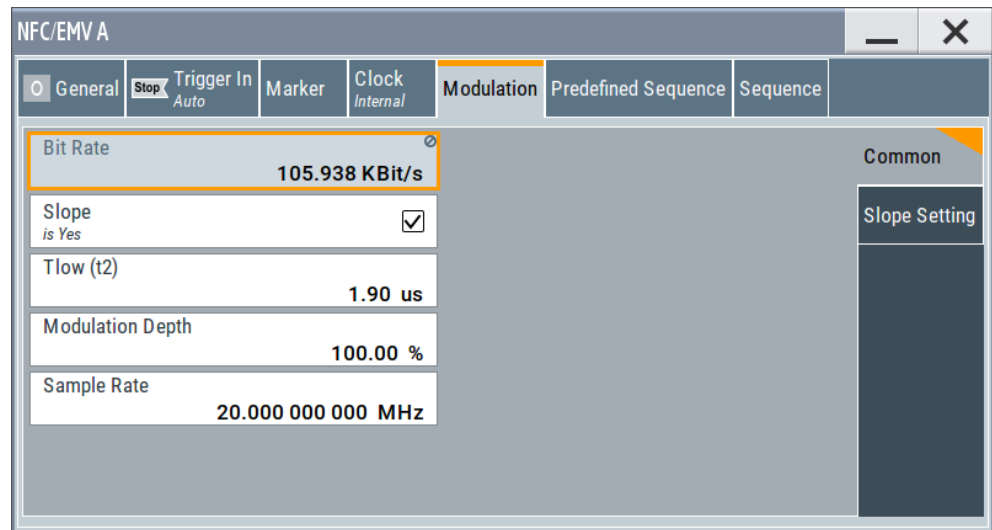 NFC/EMV A
O General
Stop Trigger In
Auto
Marker
Clock
Internal
Modulation
Predefined Sequence
Sequence
Bit Rate
105.938 KBit/s
Slope
is Yes
Tlow (t2)
1.90 us
Modulation Depth
100.00 %
Sample Rate
20.000 000 000 MHz
Common
Slope Setting